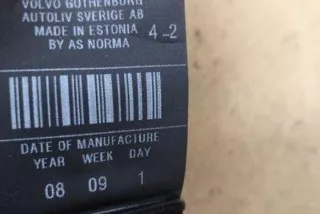 VOLVO GOTHENBURG
AUTOLIV SVERIGE AB
MADE IN ESTONIA 4-2
BY AS NORMA
DATE OF MANUFACTURE
YEAR WEEK DAY
08 09 1